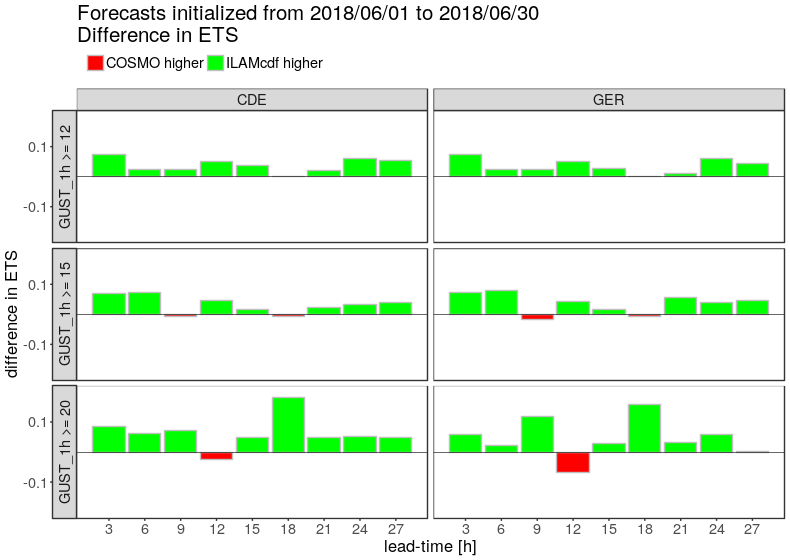 Forecasts initialized from 2018/06/01 to 2018/06/30
Difference in ETS
COSMO higher ILAMcdf higher
CDE GER
GUST_1h >= 12
0.1
-0.1
GUST_1h >= 15
0.1
-0.1
GUST_1h >= 20
0.1
-0.1
difference in ETS
3 6 9 12 15 18 21 24 27 3 6 9 12 15 18 21 24 27
lead-time [h]